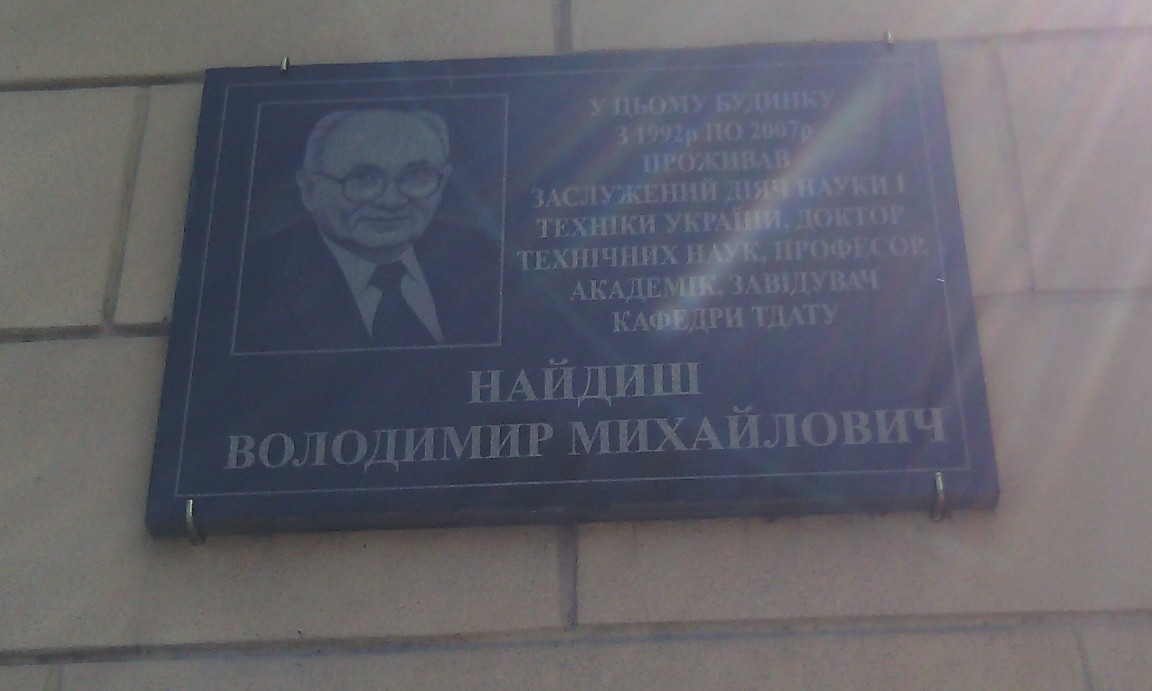 У ЦЬОМУ БУДИНКУ
З 1992р ПО 2007р
ПРОЖИВАВ
ЗАСЛУЖЕНИЙ ДІЯЧ НАУКИ І
ТЕХНІКИ УКРАЇНИ, ДОКТОР
ТЕХНІЧНИХ НАУК, ПРОФЕСОР,
АКАДЕМІК, ЗАВІДУВАЧ
КАФЕДРИ ТДАТУ
НАЙДИШ
ВОЛОДИМИР МИХАЙЛОВИЧ